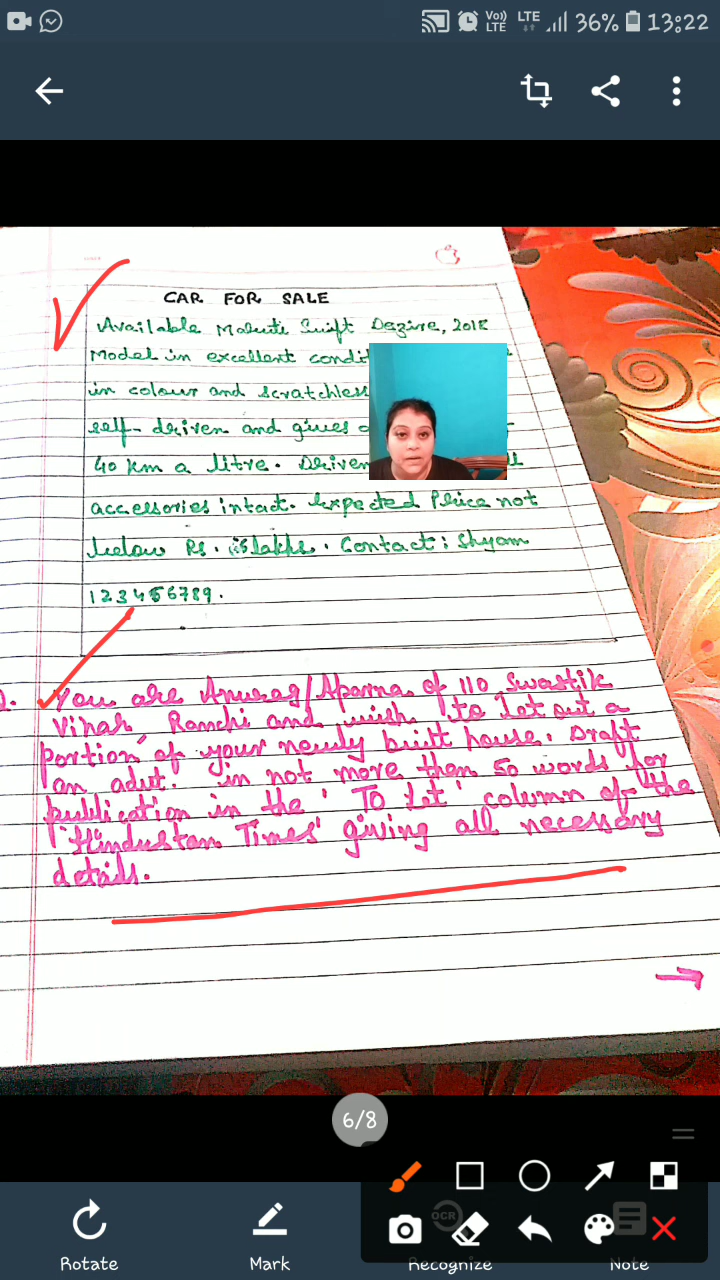 Vo)) LTE LTE 36% 13:22
CAR FOR SALE
Available Maruti Swift Dezire, 2018
Model in excellent condit
in colour and scratchless
self-driven and gives
40 km a litre. Driven
accessories intact. Expected Price not
below Rs. lakhs. Contact: Shyam
123456789.
You are Anurag/Aparna of 110, Swastik
Vihar, Ranchi and wish to let out a
portion of your newly built house. Draft
an advt. in not more than 50 words for
publication in the 'To Let' column of the
'Hindustan Times' giving all necessary
details.
6/8
OCR
Rotate Mark Recognize Note